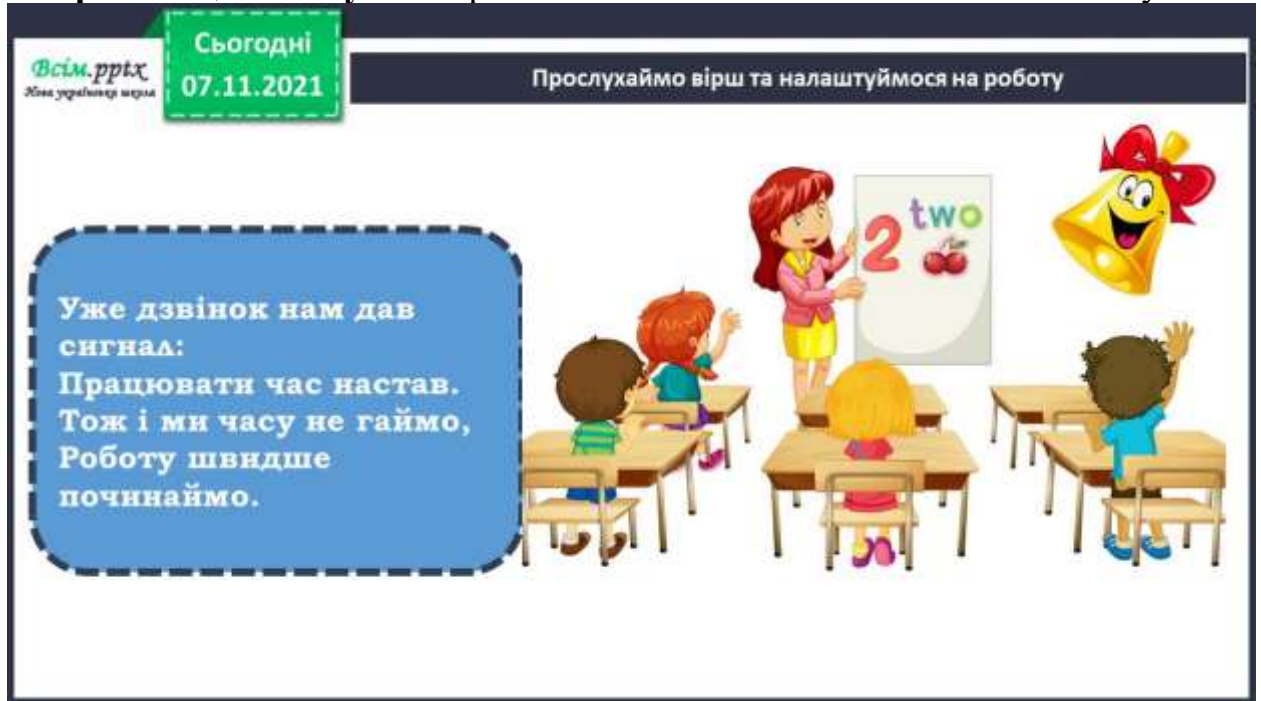 Сьогодні
07.11.2021
Всім.pptx
Нова українська школа
Прослухаймо вірш та налаштуймося на роботу
Уже дзвінок нам дав
сигнал:
Працювати час настав.
Тож і ми часу не гаймо,
Роботу швидше
починаймо.
2 two